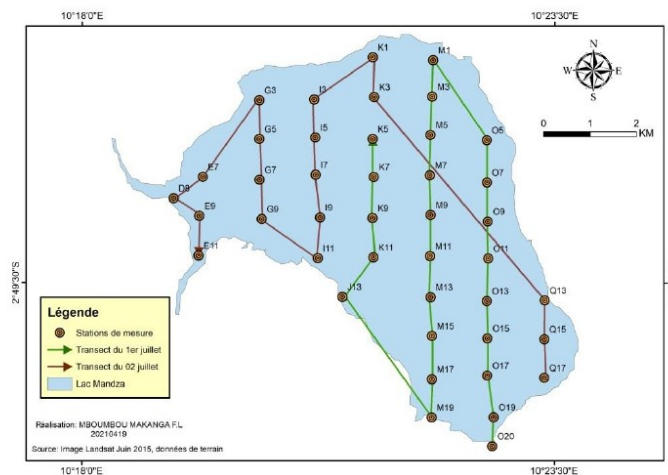 10°18'0"E
10°23'30"E
N
W E
S
0 1 2
KM
K1
M1
G3
I3
K3
M3
G5
I5
K5
M5
O5
E7
G7
I7
K7
M7
O7
D8
E9
G9
I9
K9
M9
O9
E11
I11
K11
M11
O11
2°49'30"S
J13
M13
O13
Q13
M15
O15
Q15
M17
O17
Q17
M19
O19
O20
Légende
Stations de mesure
Transect du 1er juillet
Transect du 02 juillet
Lac Mandza
Réalisation: MBOUMBOU MAKANGA F.L
20210419
Source: Image Landsat Juin 2015, données de terrain
10°18'0"E
10°23'30"E